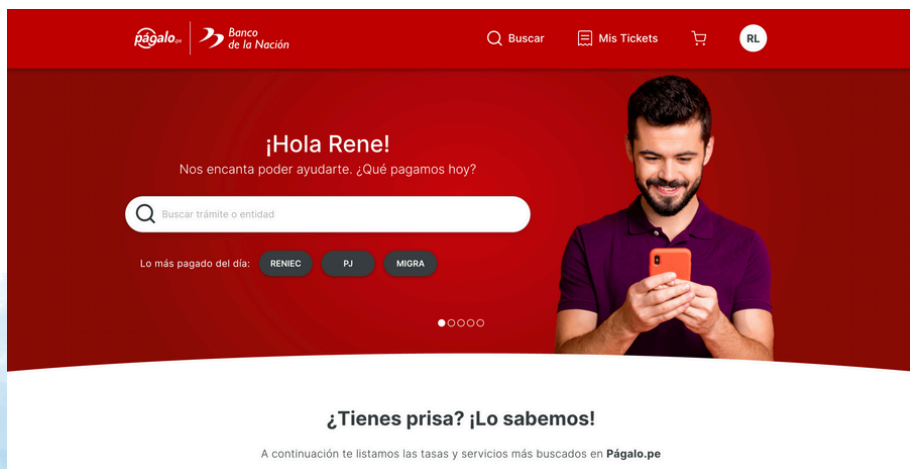 págalo.pe
Banco
de la Nación
Buscar
Mis Tickets
RL
¡Hola Rene!
Nos encanta poder ayudarte. ¿Qué pagamos hoy?
Buscar trámite o entidad
Lo más pagado del día: RENIEC PJ MIGRA
¿Tienes prisa? ¡Lo sabemos!
A continuación te listamos las tasas y servicios más buscados en Págalo.pe